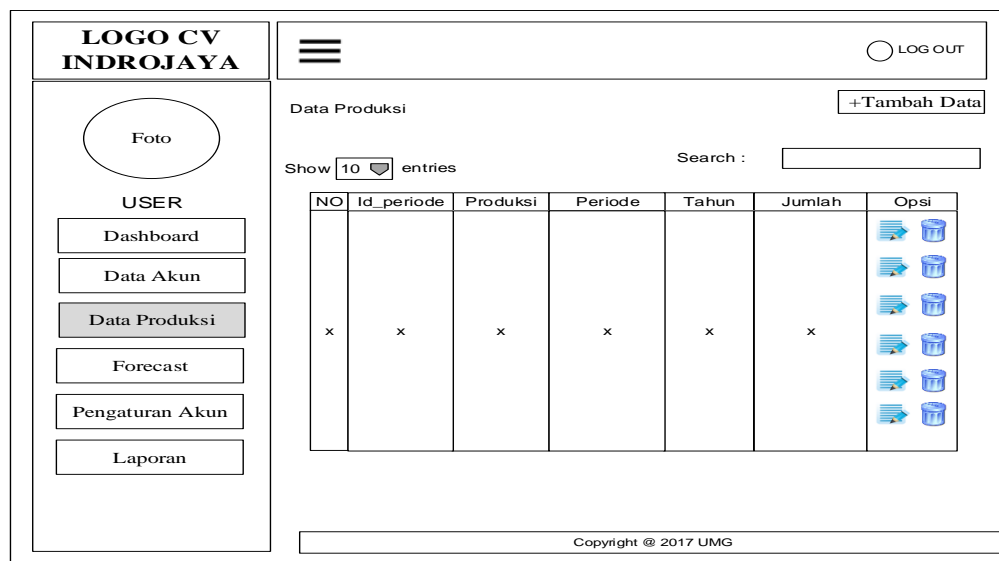 LOGO CV
INDROJAYA
LOG OUT
Foto
USER
Dashboard
Data Akun
Data Produksi
Forecast
Pengaturan Akun
Laporan
Data Produksi
+Tambah Data
Show 10 entries
Search :
NO Id_periode Produksi Periode Tahun Jumlah Opsi
x x x x x x
Copyright @ 2017 UMG